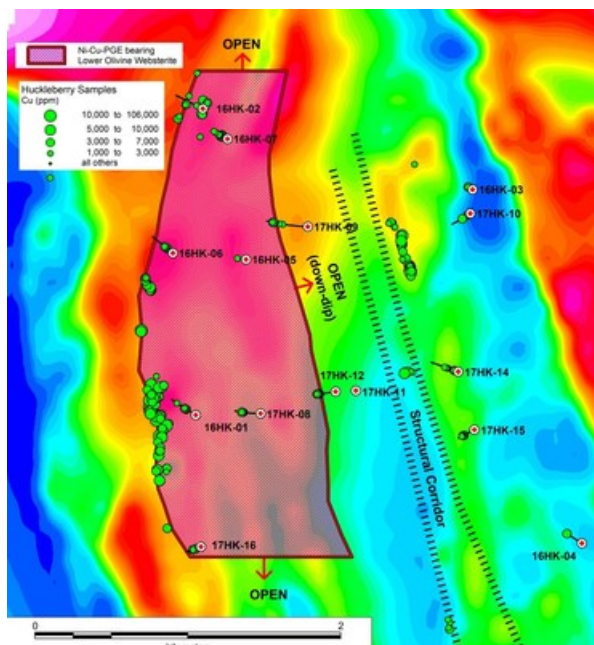 OPEN
Ni-Cu-PGE bearing
Lower Olivine Websterite
Huckleberry Samples
Cu (ppm)
10,000 to 106,000
5,000 to 10,000
3,000 to 7,000
1,000 to 3,000
all others
16HK-02
16HK-07
16HK-03
17HK-10
16HK-06
16HK-05
OPEN
(down-dip)
17HK-12
17HK-11
17HK-14
16HK-01
17HK-08
17HK-15
Structural Corridor
17HK-16
16HK-04
OPEN
0
2